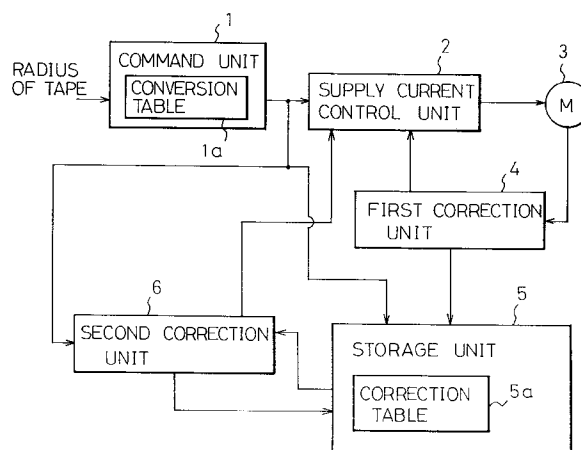 1
COMMAND UNIT
RADIUS
OF TAPE
CONVERSION
TABLE
1a
2
SUPPLY CURRENT
CONTROL UNIT
3
M
4
FIRST CORRECTION
UNIT
6
SECOND CORRECTION
UNIT
5
STORAGE UNIT
CORRECTION
TABLE
5a